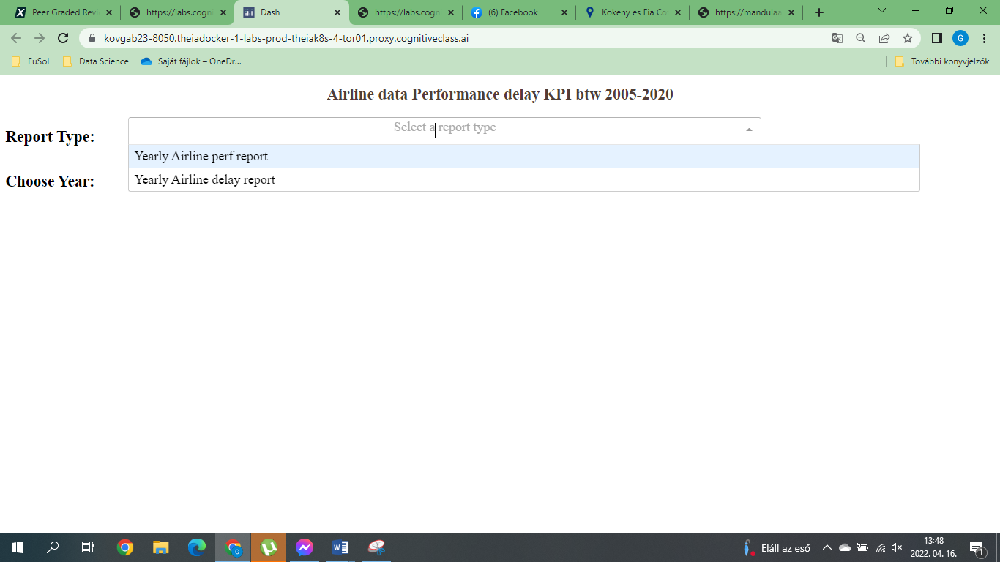 Peer Graded Revi
https://labs.cogn
Dash
https://labs.cogn
(6) Facebook
Kokeny es Fia Co
https://mandula
kovgab23-8050.theiadocker-1-labs-prod-theiak8s-4-tor01.proxy.cognitiveclass.ai
G
EuSol
Data Science
Saját fájlok – OneDr...
További könyvjelzők
Airline data Performance delay KPI btw 2005-2020
Report Type:
Select a report type
Yearly Airline perf report
Yearly Airline delay report
Choose Year:
Eláll az eső
13:48
2022. 04. 16.
1